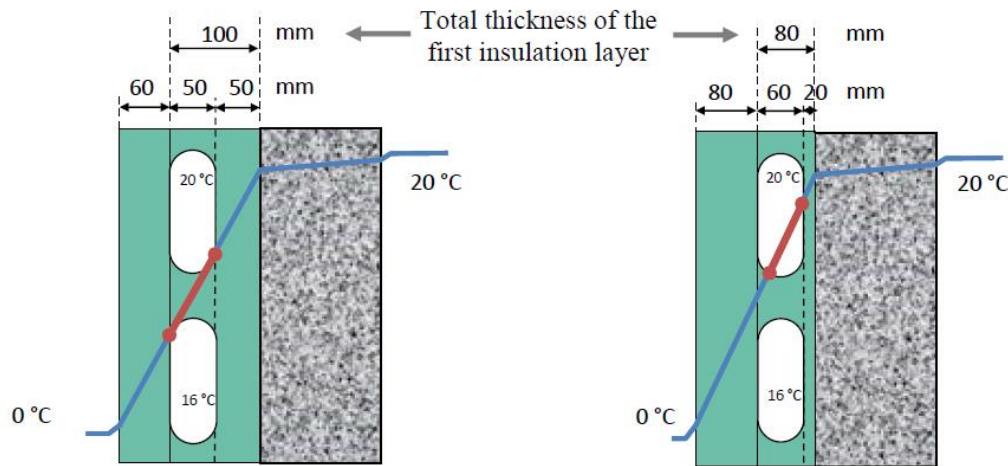 100 mm
Total thickness of the
first insulation layer
80 mm
60 50 50 mm
80 60 20 mm
20 °C
20 °C
16 °C
0 °C
20 °C
20 °C
16 °C
0 °C